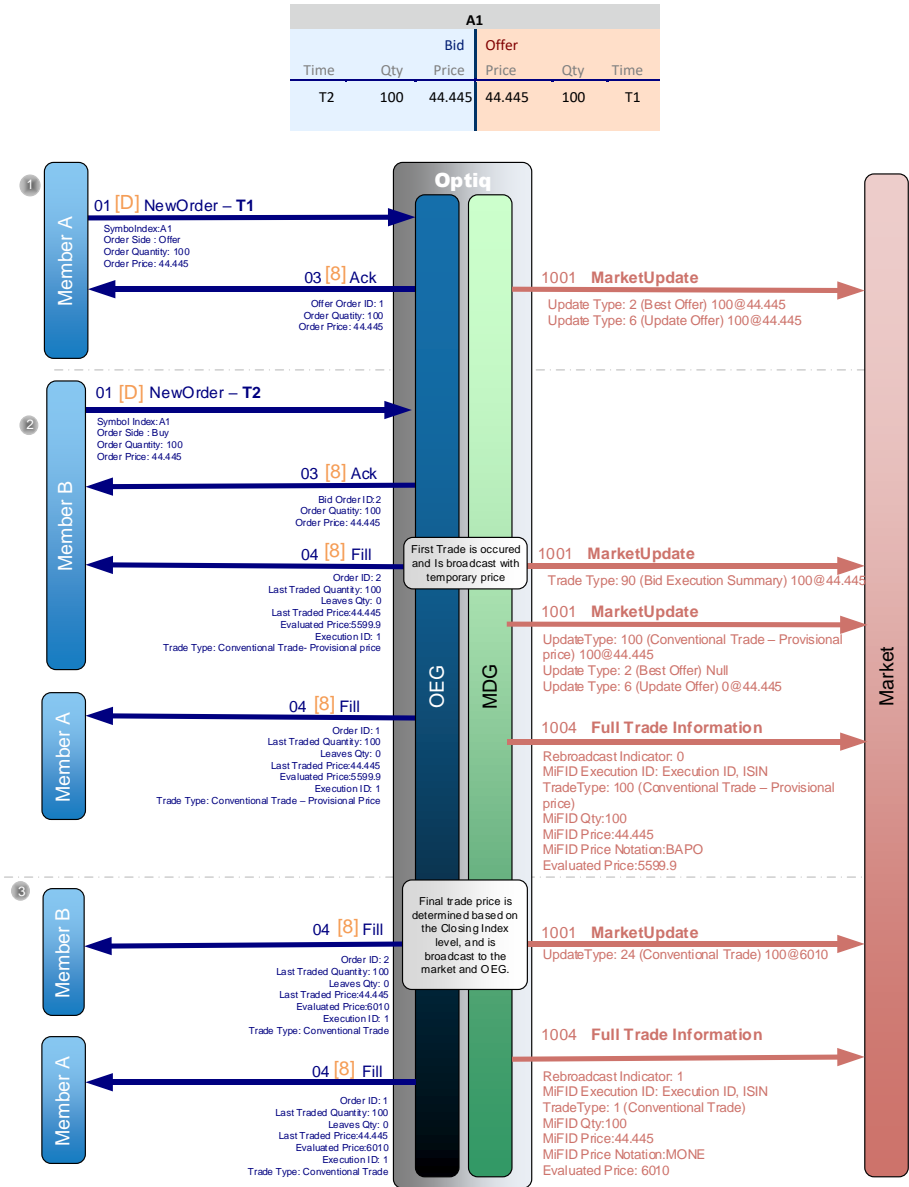 A1
Bid Offer
Time Qty Price Price Qty Time
T2 100 44.445 44.445 100 T1
Optiq
1
Member A
01 [D] NewOrder – T1
SymbolIndex:A1
Order Side : Offer
Order Quantity: 100
Order Price: 44.445
03 [8] Ack
Offer Order ID: 1
Order Quatity: 100
Order Price: 44.445
1001 MarketUpdate
Update Type: 2 (Best Offer) 100@44.445
Update Type: 6 (Update Offer) 100@44.445
OEG
MDG
Market
2
Member B
01 [D] NewOrder – T2
Symbol Index:A1
Order Side : Buy
Order Quantity: 100
Order Price: 44.445
03 [8] Ack
Bid Order ID:2
Order Quatity: 100
Order Price: 44.445
04 [8] Fill
Order ID: 2
Last Traded Quantity: 100
Leaves Qty: 0
Last Traded Price:44.445
Evaluated Price:5599.9
Execution ID: 1
Trade Type: Conventional Trade- Provisional price
First Trade is occured
and Is broadcast with
temporary price
1001 MarketUpdate
Trade Type: 90 (Bid Execution Summary) 100@44.445
1001 MarketUpdate
UpdateType: 100 (Conventional Trade – Provisional
price) 100@44.445
Update Type: 2 (Best Offer) Null
Update Type: 6 (Update Offer) 0@44.445
Member A
04 [8] Fill
Order ID: 1
Last Traded Quantity: 100
Leaves Qty: 0
Last Traded Price:44.445
Evaluated Price:5599.9
Execution ID: 1
Trade Type: Conventional Trade – Provisional Price
1004 Full Trade Information
Rebroadcast Indicator: 0
MiFID Execution ID: Execution ID, ISIN
TradeType: 100 (Conventional Trade – Provisional
price)
MiFID Qty:100
MiFID Price:44.445
MiFID Price Notation:BAPO
Evaluated Price:5599.9
3
Member B
04 [8] Fill
Order ID: 2
Last Traded Quantity: 100
Leaves Qty: 0
Last Traded Price:44.445
Evaluated Price:6010
Execution ID: 1
Trade Type: Conventional Trade
Final trade price is
determined based on
the Closing Index
level, and is
broadcast to the
market and OEG.
1001 MarketUpdate
UpdateType: 24 (Conventional Trade) 100@6010
Member A
04 [8] Fill
Order ID: 1
Last Traded Quantity: 100
Leaves Qty: 0
Last Traded Price:44.445
Evaluated Price:6010
Execution ID: 1
Trade Type: Conventional Trade
1004 Full Trade Information
Rebroadcast Indicator: 1
MiFID Execution ID: Execution ID, ISIN
TradeType: 1 (Conventional Trade)
MiFID Qty:100
MiFID Price:44.445
MiFID Price Notation:MONE
Evaluated Price: 6010